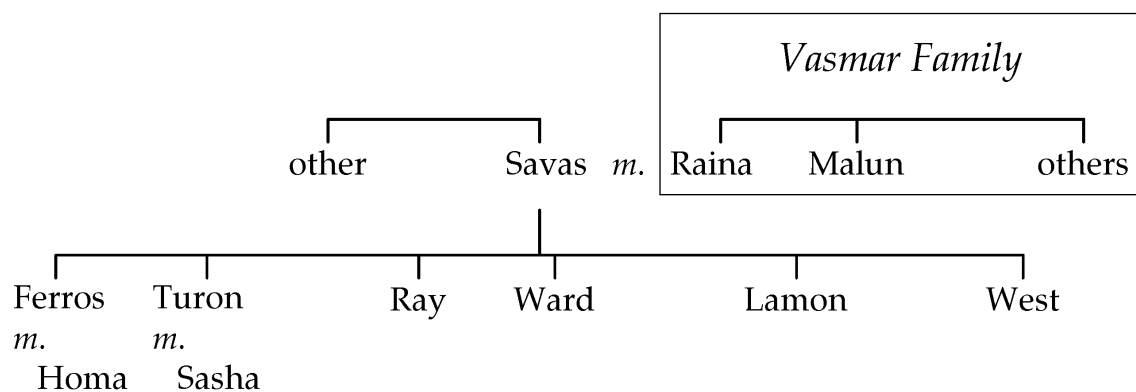 Vasmar Family
other Savas m. Raina Malun others
Ferros Turon Ray Ward Lamon West
m. m.
Homa Sasha